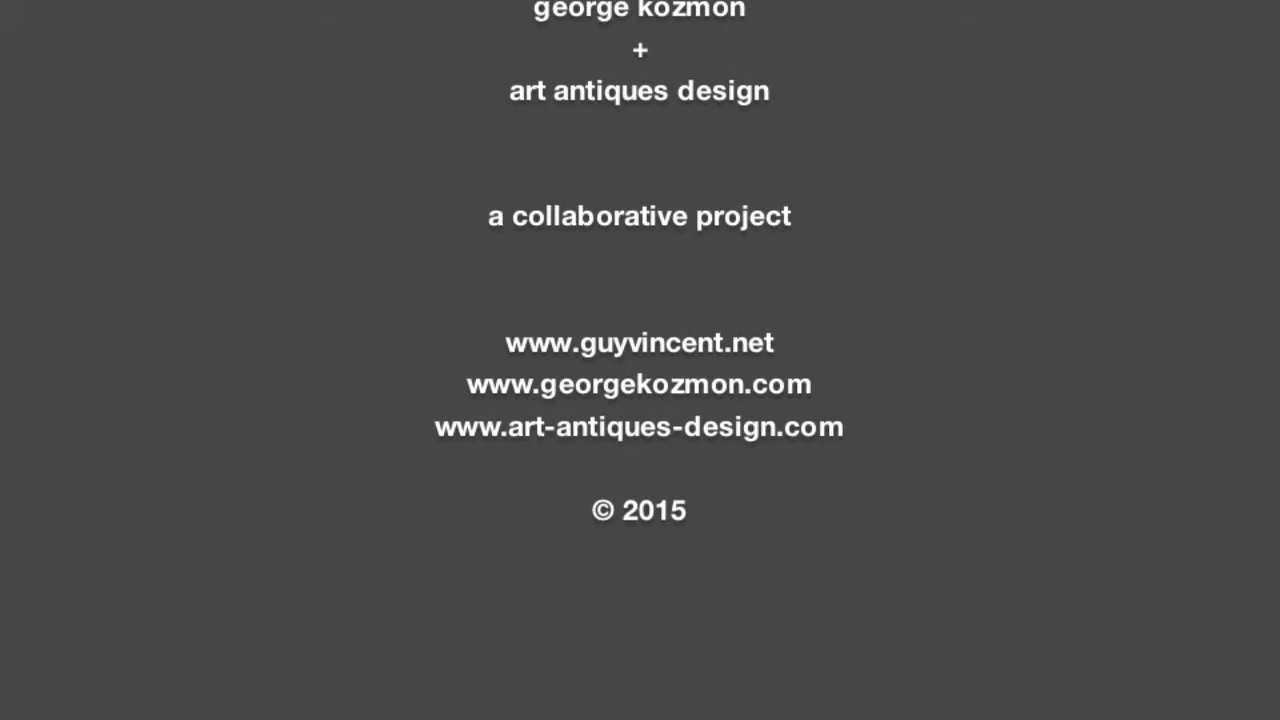 george kozmon
+
art antiques design
a collaborative project
www.guyvincent.net
www.georgekozmon.com
www.art-antiques-design.com
© 2015